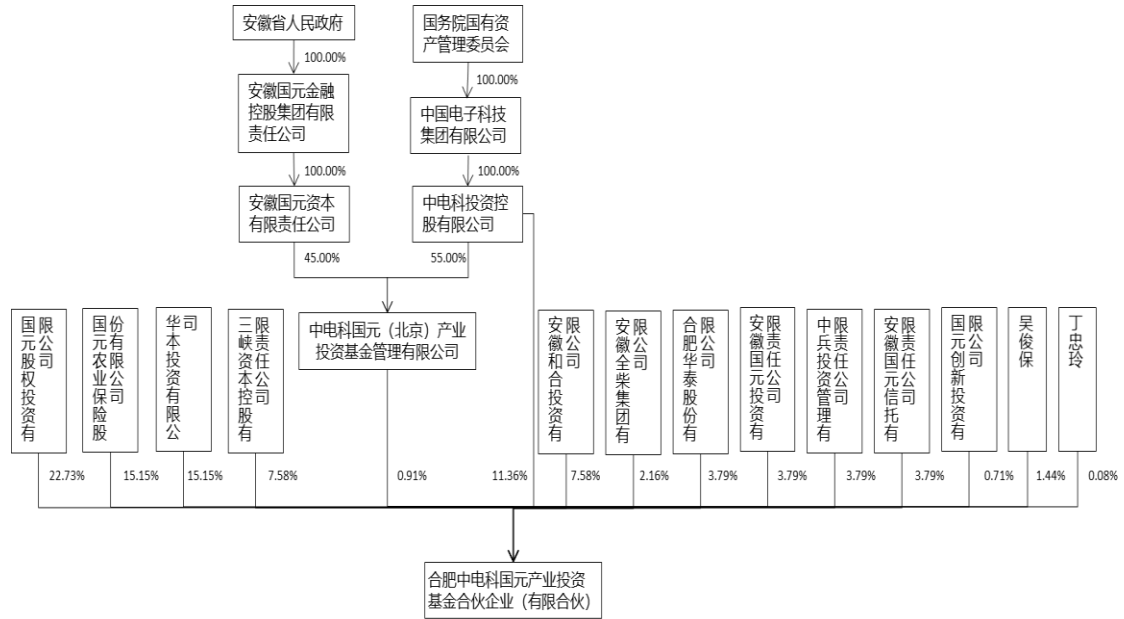 安徽省人民政府
国务院国有资
产管理委员会
100.00%
100.00%
安徽国元金融
控股集团有限
责任公司
中国电子科技
集团有限公司
100.00%
100.00%
安徽国元资本
有限责任公司
中电科投资控
股有限公司
45.00%
55.00%
国元股权投资有
限公司
国元农业保险股
份有限公司
华本投资有限公
司
三峡资本控股有
限责任公司
中电科国元（北京）产业
投资基金管理有限公司
安徽和合投资有
限公司
安徽全柴集团有
限公司
合肥华泰股份有
限公司
安徽国元投资有
限责任公司
中兵投资管理有
限责任公司
安徽国元信托有
限责任公司
国元创新投资有
限公司
吴俊保
丁忠玲
22.73%
15.15%
15.15%
7.58%
0.91%
11.36%
7.58%
2.16%
3.79%
3.79%
3.79%
3.79%
0.71%
1.44%
0.08%
合肥中电科国元产业投资
基金合伙企业（有限合伙）